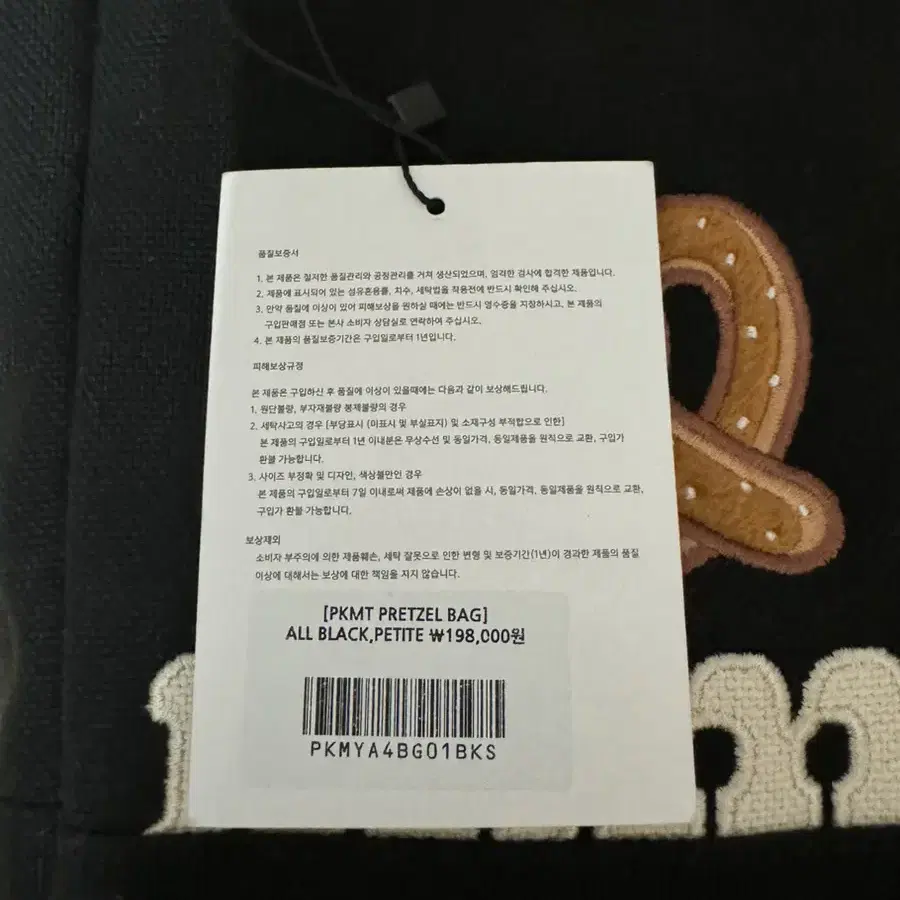 품질보증서
1. 본 제품은 철저한 품질관리와 공정관리를 거쳐 생산되었으며, 엄격한 검사에 합격한 제품입니다.
2. 제품에 표시되어 있는 섬유혼용률, 치수, 세탁법을 착용전에 반드시 확인해 주십시오.
3. 만약 품질에 이상이 있어 피해보상을 원하실 때에는 반드시 영수증을 지참하시고, 본 제품의
구입판매점 또는 본사 소비자 상담실로 연락하여 주십시오.
4. 본 제품의 품질보증기간은 구입일로부터 1년입니다.
피해보상규정
본 제품은 구입하신 후 품질에 이상이 있을때에는 다음과 같이 보상해드립니다.
1. 원단불량, 부자재불량 봉제불량의 경우
2. 세탁사고의 경우 [부당표시 (미표시 및 부실표지) 및 소재구성 부적합으로 인한]
본 제품의 구입일로부터 1년 이내분은 무상수선 및 동일가격, 동일제품을 원칙으로 교환, 구입가
환불 가능합니다.
3. 사이즈 부정확 및 디자인, 색상불만인 경우
본 제품의 구입일로부터 7일 이내로써 제품에 손상이 없을 시, 동일가격, 동일제품을 원칙으로 교환,
구입가 환불 가능합니다.
보상제외
소비자 부주의에 의한 제품훼손, 세탁 잘못으로 인한 변형 및 보증기간(1년)이 경과한 제품의 품질
이상에 대해서는 보상에 대한 책임을 지지 않습니다.
[PKMT PRETZEL BAG]
ALL BLACK,PETITE ₩198,000원
PKMYA4BG01BKS